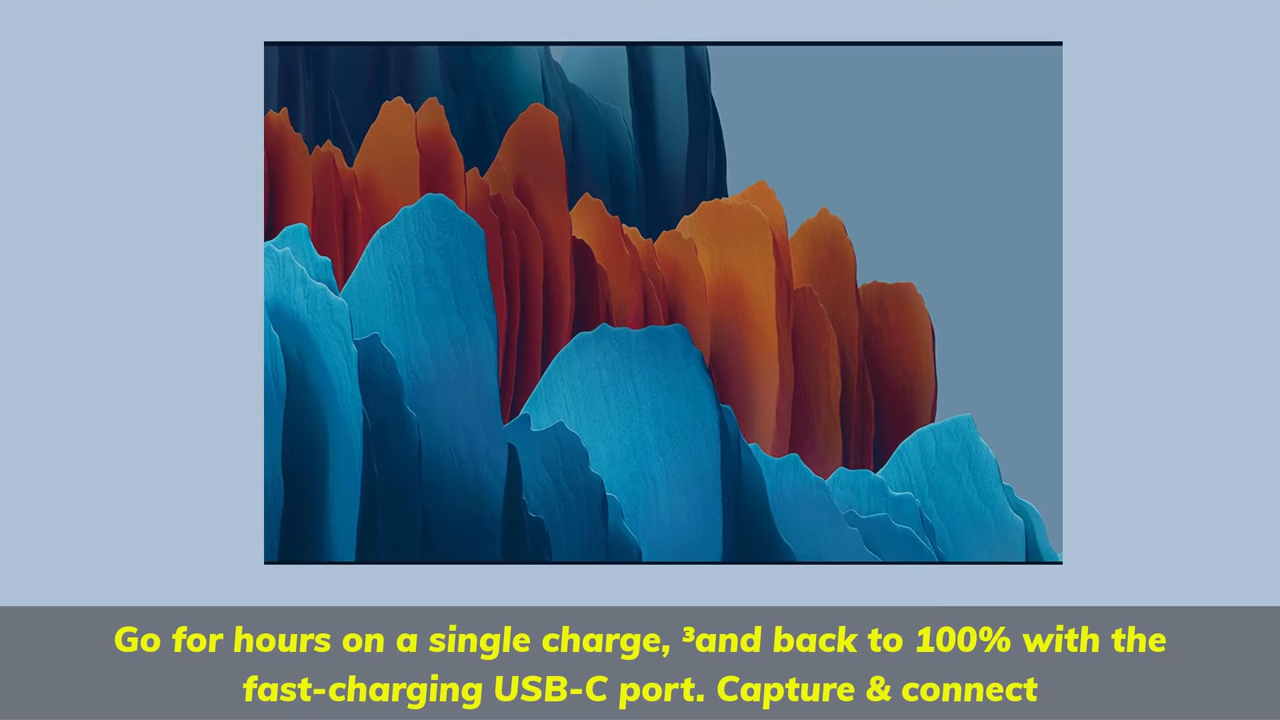 Go for hours on a single charge, ³and back to 100% with the
fast-charging USB-C port. Capture & connect